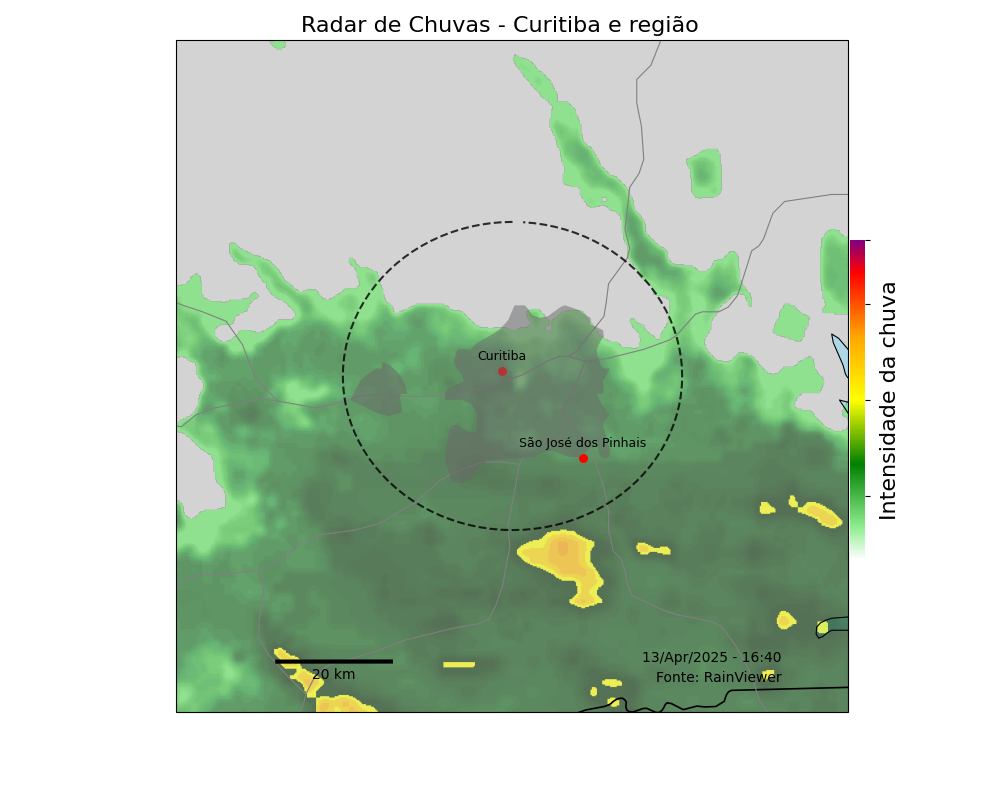 Radar de Chuvas - Curitiba e região
Curitiba
São José dos Pinhais
Intensidade da chuva
13/Apr/2025 - 16:40
20 km
Fonte: RainViewer